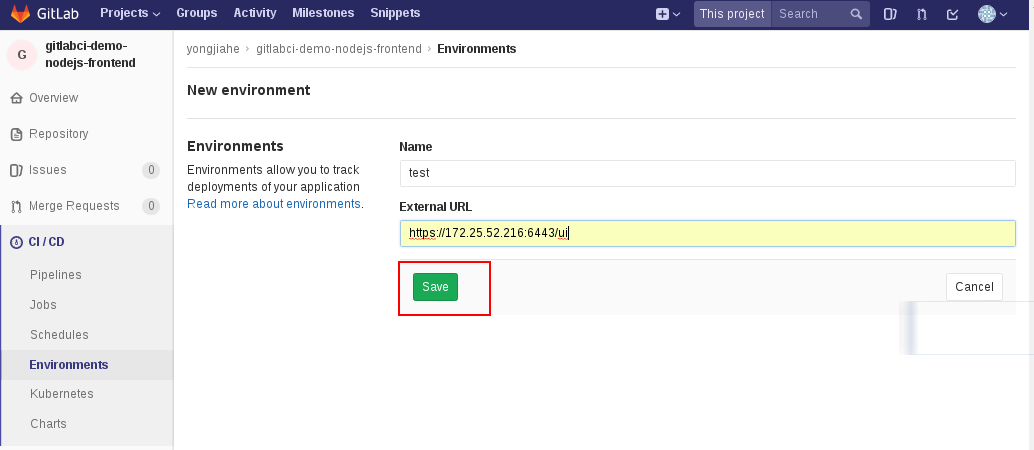 GitLab Projects Groups Activity Milestones Snippets This project Search
G gitlabci-demo-
nodejs-frontend
yongjiahe › gitlabci-demo-nodejs-frontend › Environments
Overview
Repository
Issues 0
Merge Requests 0
CI / CD
Pipelines
Jobs
Schedules
Environments
Kubernetes
Charts
New environment
Environments
Environments allow you to track
deployments of your application
Read more about environments.
Name
test
External URL
https://172.25.52.216:6443/ui
Save Cancel